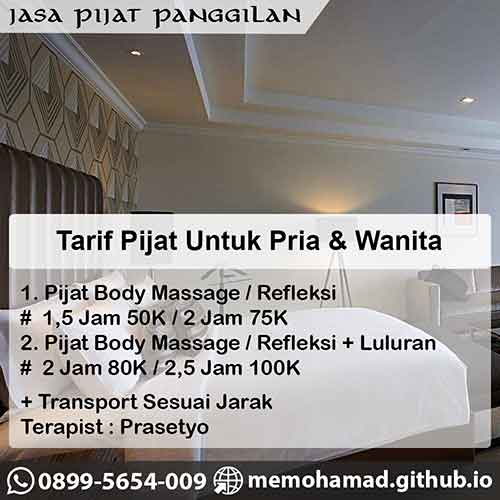 JASA PIJAT PANGGILAN
Tarif Pijat Untuk Pria & Wanita
1. Pijat Body Massage / Refleksi
# 1,5 Jam 50K / 2 Jam 75K
2. Pijat Body Massage / Refleksi + Luluran
# 2 Jam 80K / 2,5 Jam 100K
+ Transport Sesuai Jarak
Terapist : Prasetyo
0899-5654-009 memohamad.github.io